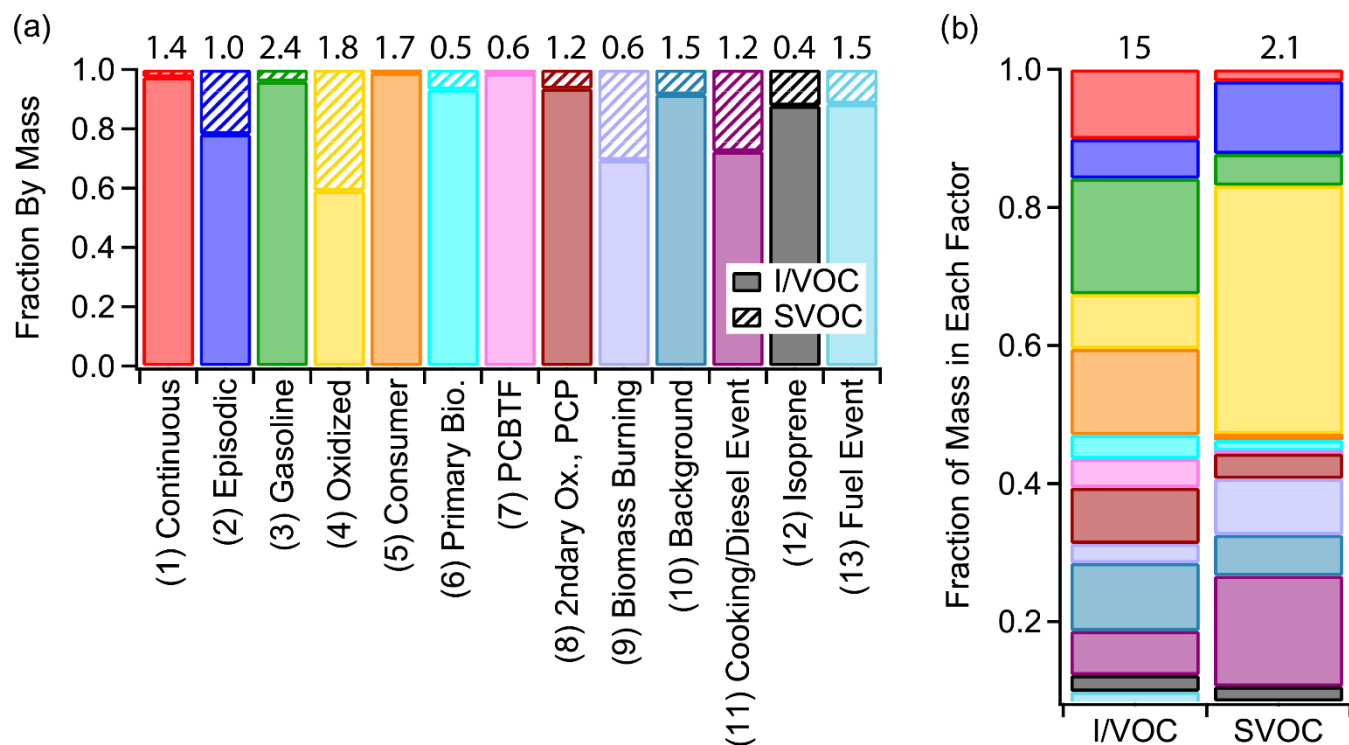 (a)
1.4 1.0 2.4 1.8 1.7 0.5 0.6 1.2 0.6 1.5 1.2 0.4 1.5
Fraction By Mass
1.0
0.8
0.6
0.4
0.2
0.0
I/VOC
SVOC
(1) Continuous
(2) Episodic
(3) Gasoline
(4) Oxidized
(5) Consumer
(6) Primary Bio.
(7) PCBTF
(8) 2ndary Ox., PCP
(9) Biomass Burning
(10) Background
(11) Cooking/Diesel Event
(12) Isoprene
(13) Fuel Event
(b)
15 2.1
Fraction of Mass in Each Factor
1.0
0.8
0.6
0.4
0.2
I/VOC SVOC